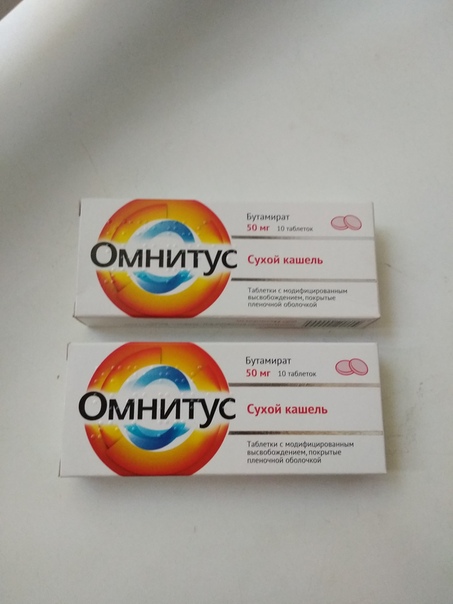 Бутамират
50 мг 10 таблеток
Омнитус
Сухой кашель
Таблетки с модифицированным
высвобождением, покрытые
пленочной оболочкой
Бутамират
50 мг 10 таблеток
Омнитус
Сухой кашель
Таблетки с модифицированным
высвобождением, покрытые
пленочной оболочкой